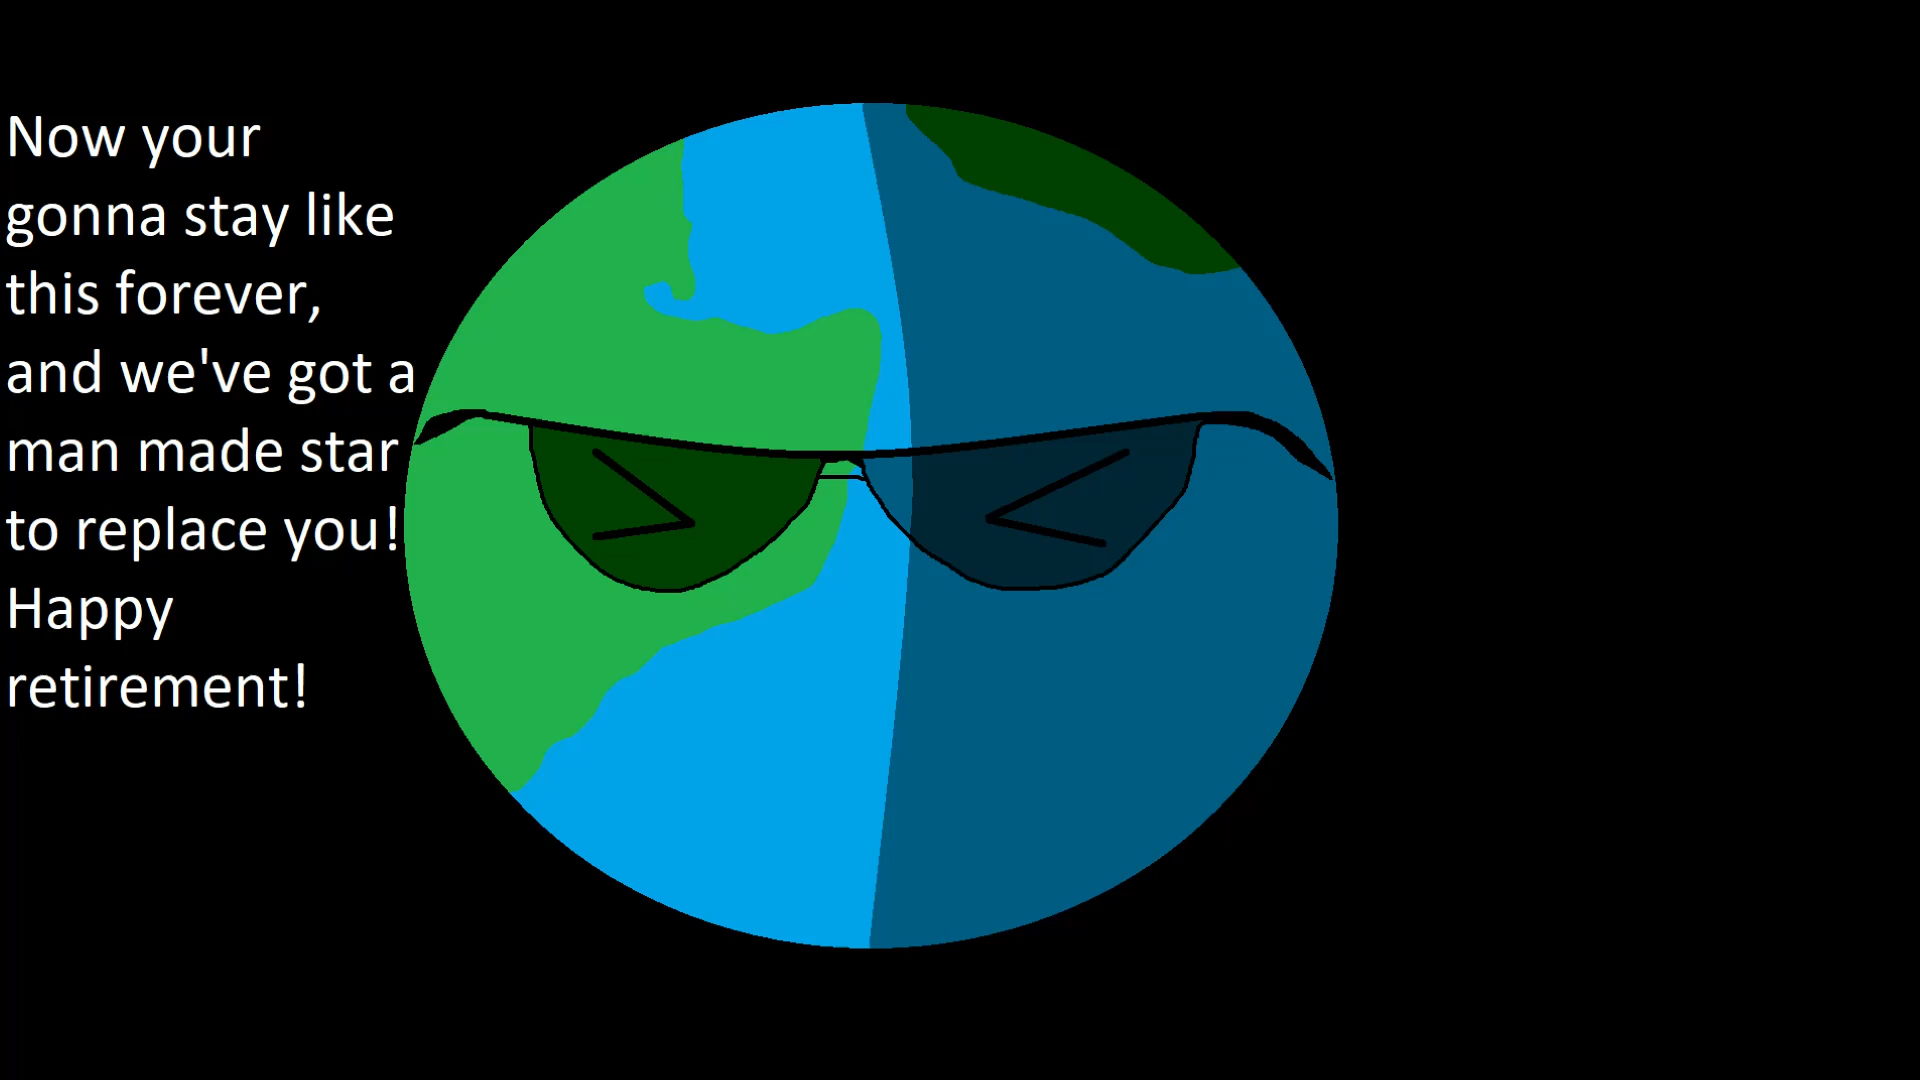 Now your
gonna stay like
this forever,
and we've got a
man made star
to replace you!
Happy
retirement!